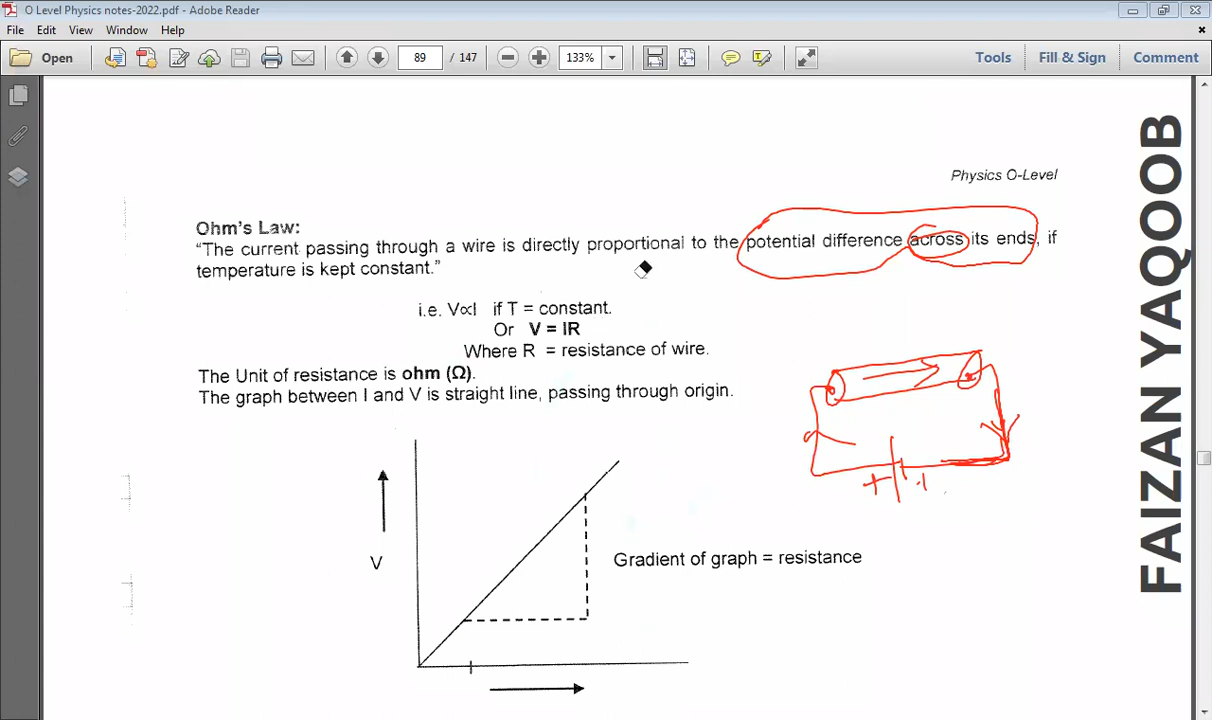 O Level Physics notes-2022.pdf - Adobe Reader
File Edit View Window Help
Open 89 / 147 133% Tools Fill & Sign Comment
Physics O-Level
Ohm's Law:
“The current passing through a wire is directly proportional to the potential difference across its ends, if
temperature is kept constant.”
i.e. V∝I if T = constant.
Or V = IR
Where R = resistance of wire.
The Unit of resistance is ohm (Ω).
The graph between I and V is straight line, passing through origin.
+
V
Gradient of graph = resistance
FAIZAN YAQOOB